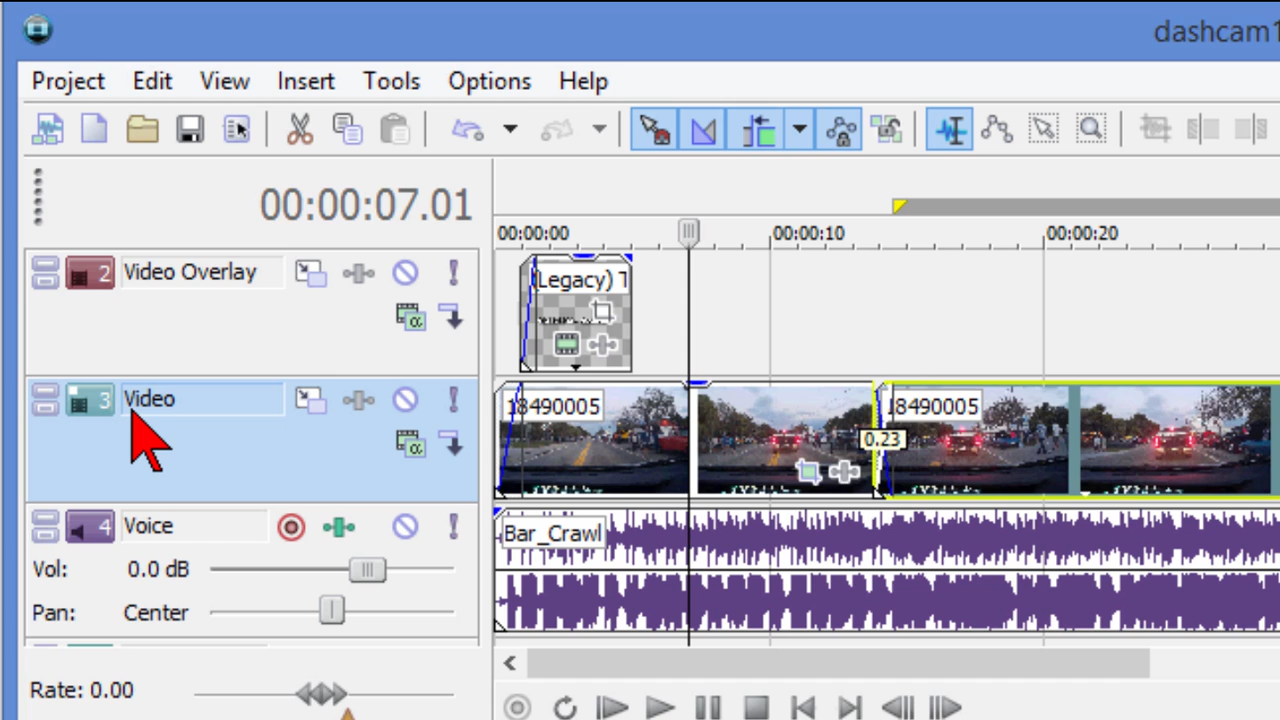 dashcam1
Project Edit View Insert Tools Options Help
00:00:07.01
00:00:00 00:00:10 00:00:20
2 Video Overlay
(Legacy) T
3 Video
18490005
18490005
0.23
4 Voice
Bar_Crawl
Vol: 0.0 dB
Pan: Center
Rate: 0.00